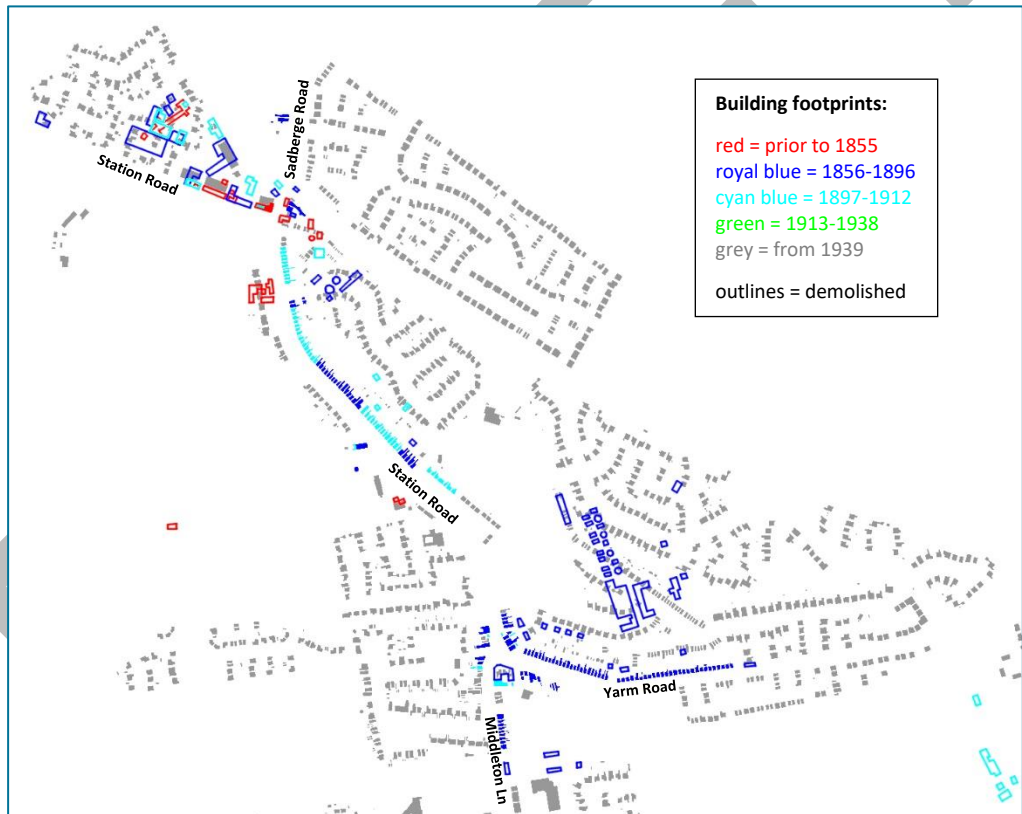 Sadberge Road
Station Road
Building footprints:
red = prior to 1855
royal blue = 1856-1896
cyan blue = 1897-1912
green = 1913-1938
grey = from 1939
outlines = demolished
Station Road
Yarm Road
Middleton Ln